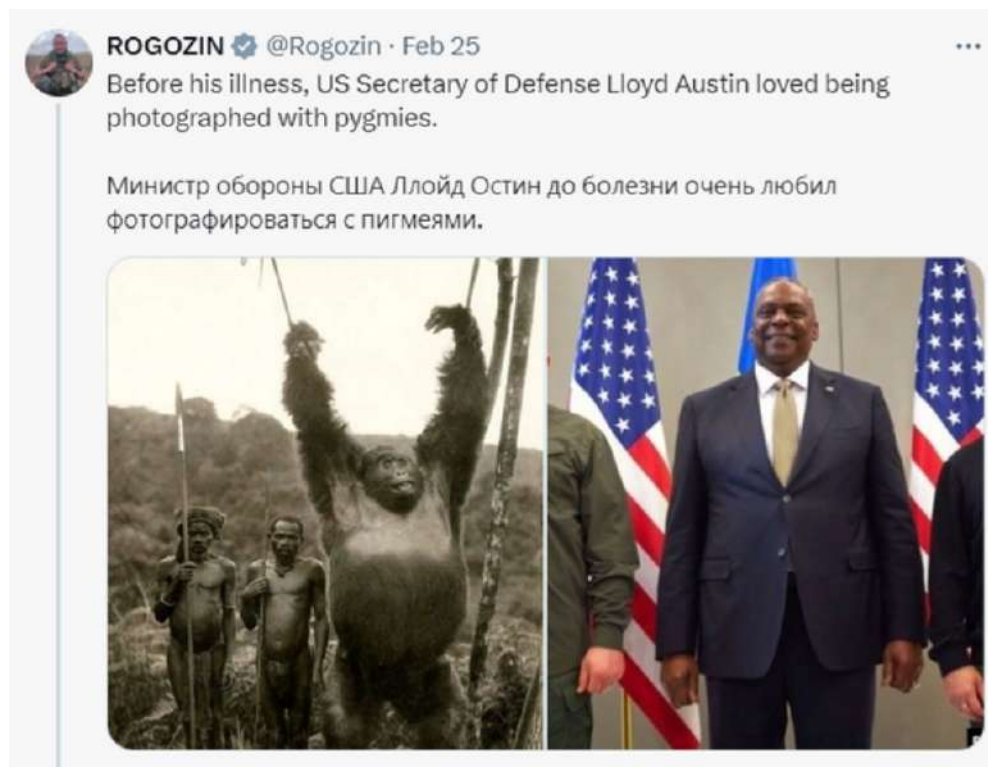 ROGOZIN @Rogozin · Feb 25
Before his illness, US Secretary of Defense Lloyd Austin loved being
photographed with pygmies.
Министр обороны США Ллойд Остин до болезни очень любил
фотографироваться с пигмеями.